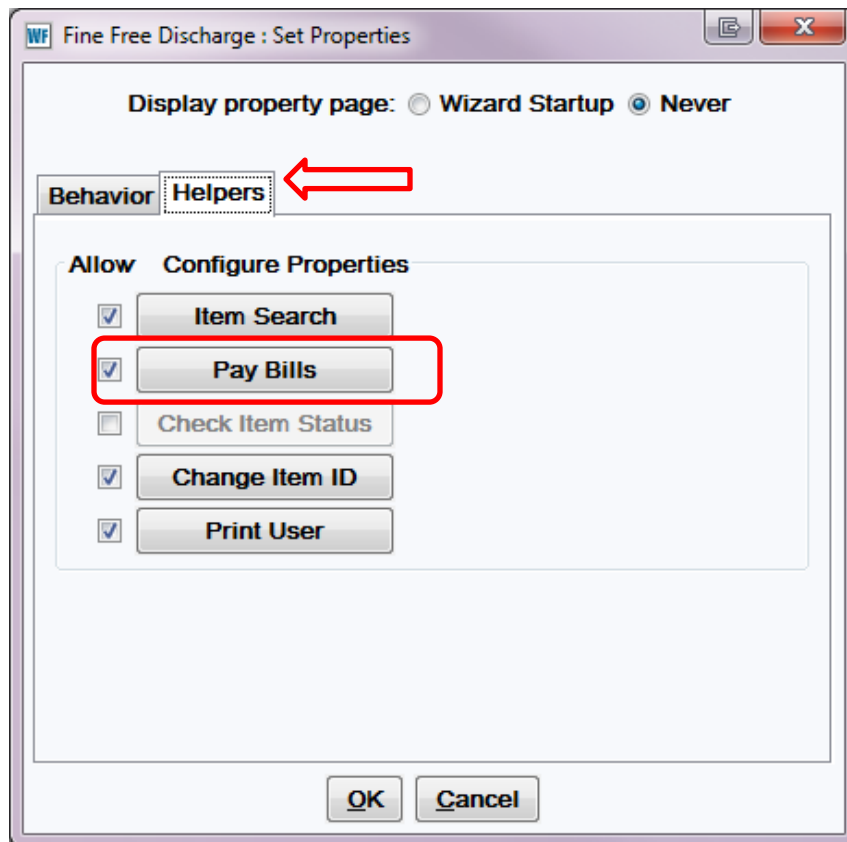 WF Fine Free Discharge : Set Properties
Display property page: Wizard Startup Never
Behavior Helpers
Allow Configure Properties
Item Search
Pay Bills
Check Item Status
Change Item ID
Print User
OK Cancel